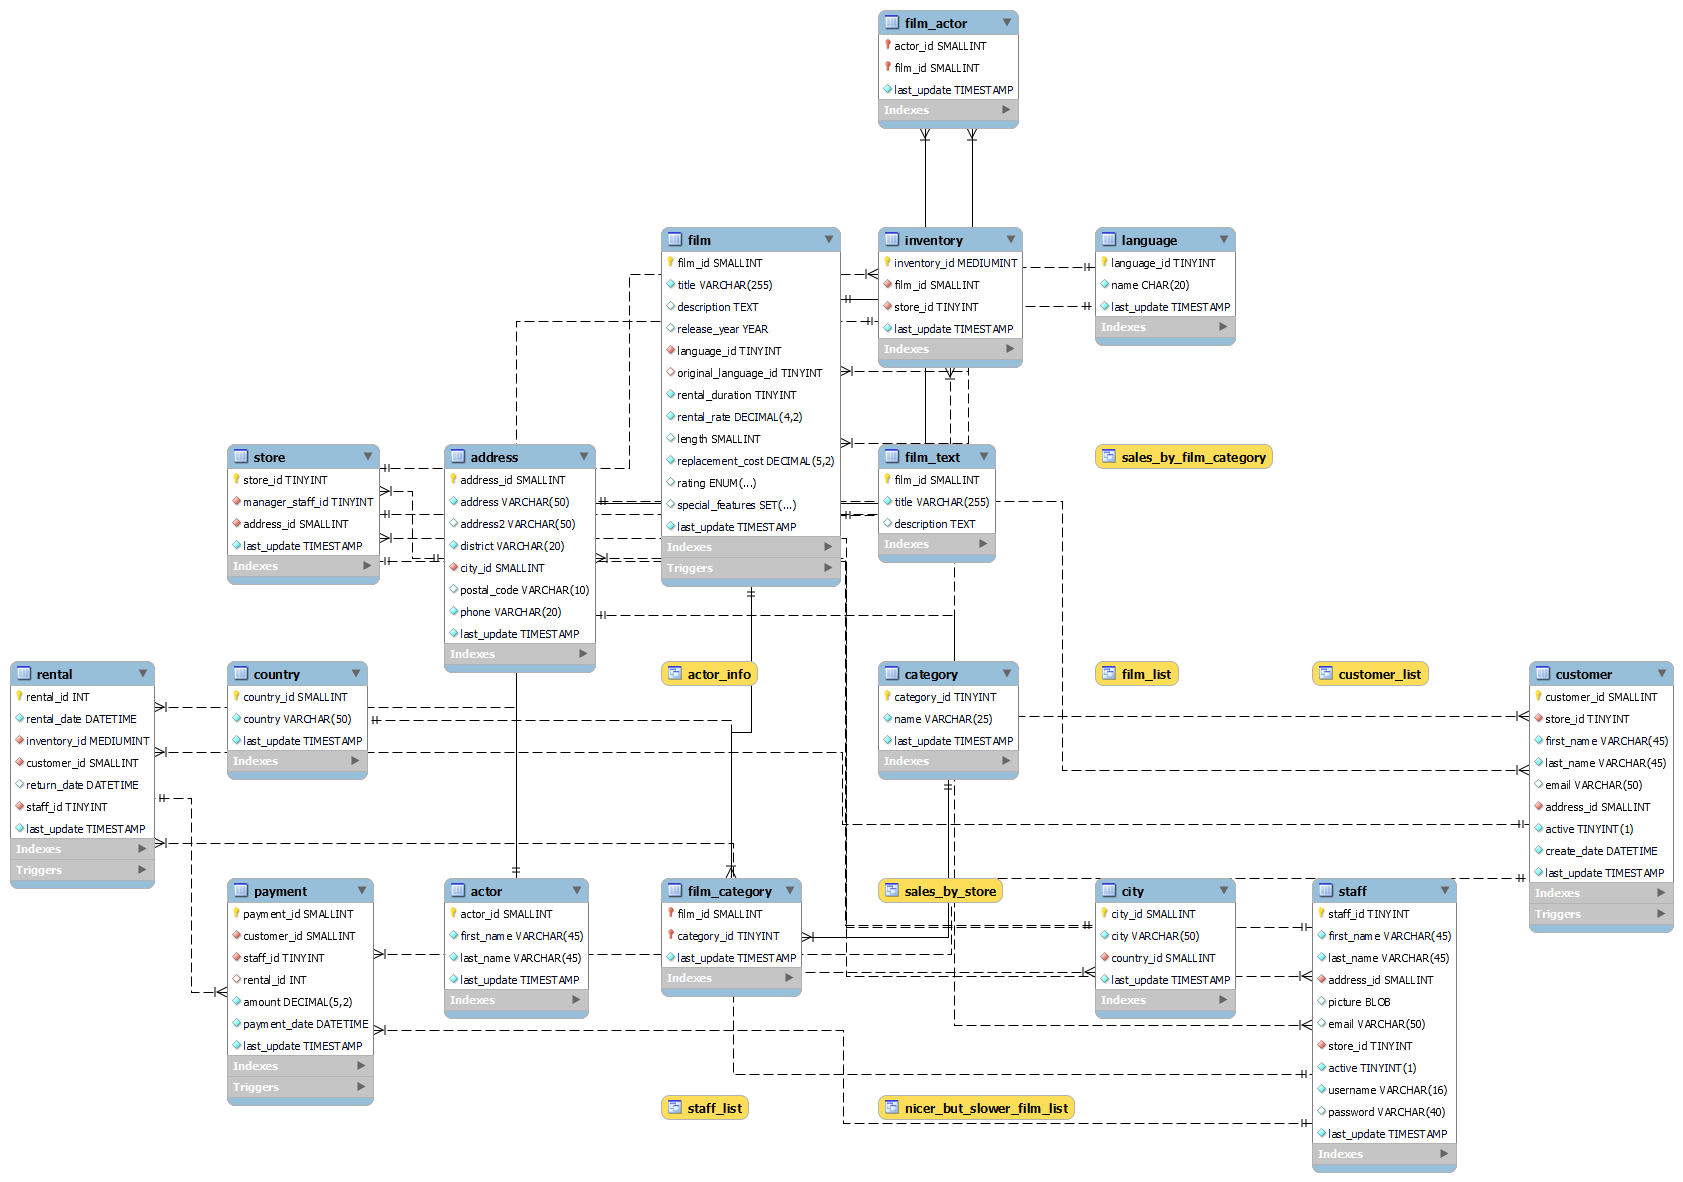 film_actor
actor_id SMALLINT
film_id SMALLINT
last_update TIMESTAMP
Indexes
film
film_id SMALLINT
title VARCHAR(255)
description TEXT
release_year YEAR
language_id TINYINT
original_language_id TINYINT
rental_duration TINYINT
rental_rate DECIMAL(4,2)
length SMALLINT
replacement_cost DECIMAL(5,2)
rating ENUM(...)
special_features SET(...)
last_update TIMESTAMP
Indexes
Triggers
inventory
inventory_id MEDIUMINT
film_id SMALLINT
store_id TINYINT
last_update TIMESTAMP
Indexes
language
language_id TINYINT
name CHAR(20)
last_update TIMESTAMP
Indexes
store
store_id TINYINT
manager_staff_id TINYINT
address_id SMALLINT
last_update TIMESTAMP
Indexes
address
address_id SMALLINT
address VARCHAR(50)
address2 VARCHAR(50)
district VARCHAR(20)
city_id SMALLINT
postal_code VARCHAR(10)
phone VARCHAR(20)
last_update TIMESTAMP
Indexes
film_text
film_id SMALLINT
title VARCHAR(255)
description TEXT
Indexes
sales_by_film_category
rental
rental_id INT
rental_date DATETIME
inventory_id MEDIUMINT
customer_id SMALLINT
return_date DATETIME
staff_id TINYINT
last_update TIMESTAMP
Indexes
Triggers
country
country_id SMALLINT
country VARCHAR(50)
last_update TIMESTAMP
Indexes
actor_info
category
category_id TINYINT
name VARCHAR(25)
last_update TIMESTAMP
Indexes
film_list
customer_list
customer
customer_id SMALLINT
store_id TINYINT
first_name VARCHAR(45)
last_name VARCHAR(45)
email VARCHAR(50)
address_id SMALLINT
active TINYINT(1)
create_date DATETIME
last_update TIMESTAMP
Indexes
Triggers
payment
payment_id SMALLINT
customer_id SMALLINT
staff_id TINYINT
rental_id INT
amount DECIMAL(5,2)
payment_date DATETIME
last_update TIMESTAMP
Indexes
Triggers
actor
actor_id SMALLINT
first_name VARCHAR(45)
last_name VARCHAR(45)
last_update TIMESTAMP
Indexes
film_category
film_id SMALLINT
category_id TINYINT
last_update TIMESTAMP
Indexes
sales_by_store
city
city_id SMALLINT
city VARCHAR(50)
country_id SMALLINT
last_update TIMESTAMP
Indexes
staff
staff_id TINYINT
first_name VARCHAR(45)
last_name VARCHAR(45)
address_id SMALLINT
picture BLOB
email VARCHAR(50)
store_id TINYINT
active TINYINT(1)
username VARCHAR(16)
password VARCHAR(40)
last_update TIMESTAMP
Indexes
staff_list
nicer_but_slower_film_list